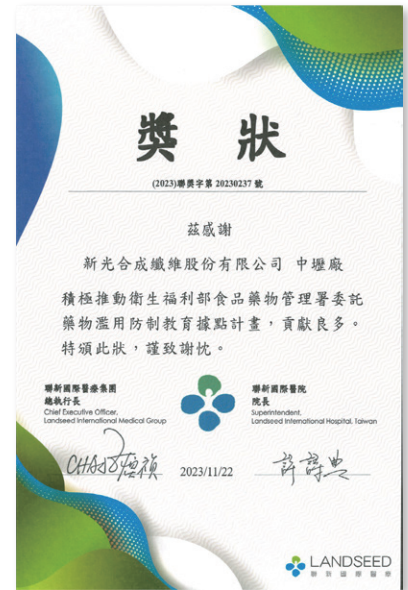 獎狀
(2023)聯獎字第 20230237 號
茲感謝
新光合成纖維股份有限公司 中壢廠
積極推動衛生福利部食品藥物管理署委託
藥物濫用防制教育據點計畫，貢獻良多。
特頒此狀，謹致謝忱。
聯新國際醫療集團
總執行長
Chief Executive Officer,
Landseed International Medical Group
聯新國際醫院
院長
Superintendent,
Landseed International Hospital, Taiwan
2023/11/22
LANDSEED
聯新國際醫療